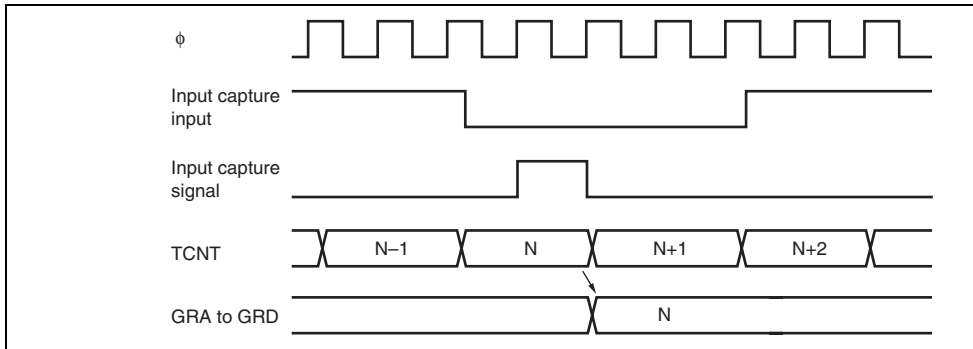 ϕ
Input capture
input
Input capture
signal
TCNT
N–1
N
N+1
N+2
GRA to GRD
N